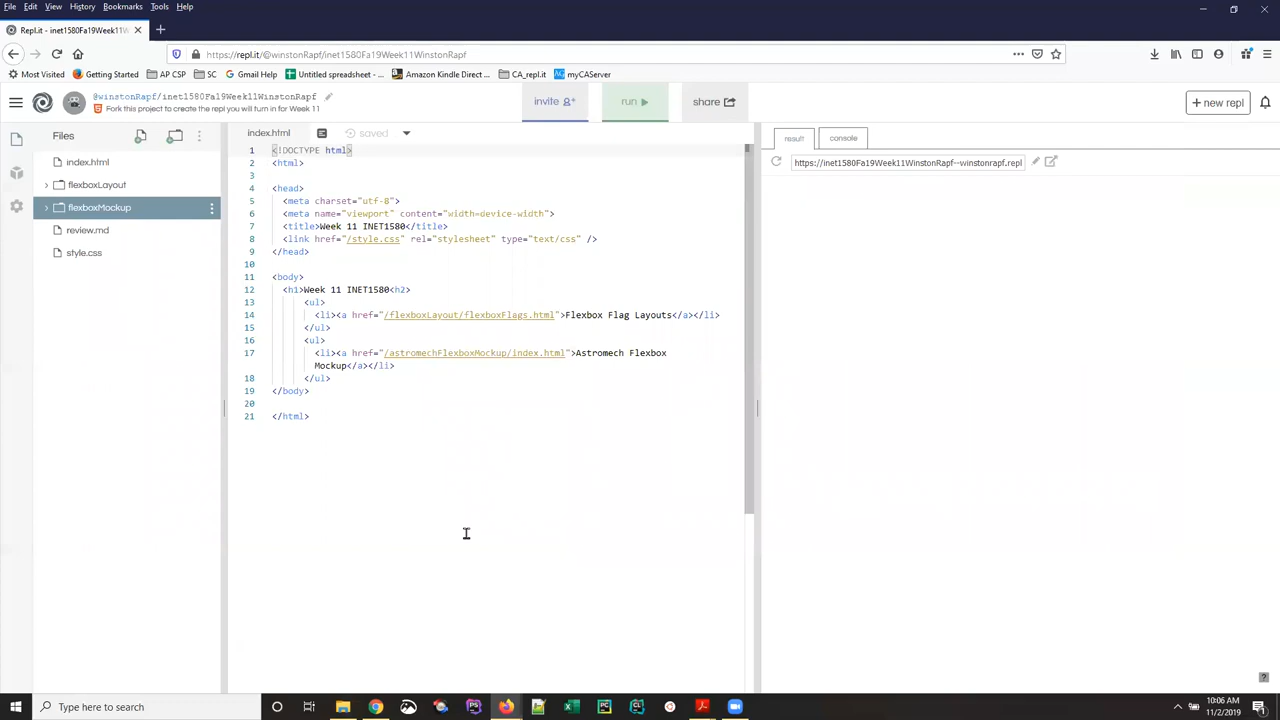 File Edit View History Bookmarks Tools Help
Repl.it - inet1580Fa19Week11W
https://repl.it/@winstonRapf/inet1580Fa19Week11WinstonRapf
Most Visited Getting Started AP CSP SC Gmail Help Untitled spreadsheet - ... Amazon Kindle Direct ... CA_repl.it myCAServer
@winstonRapf/inet1580Fa19Week11WinstonRapf
Fork this project to create the repl you will turn in for Week 11
invite
run
share
+ new repl
Files
index.html
flexboxLayout
flexboxMockup
review.md
style.css
index.html saved
1 <!DOCTYPE html>
2 <html>
3
4 <head>
5 <meta charset="utf-8">
6 <meta name="viewport" content="width=device-width">
7 <title>Week 11 INET1580</title>
8 <link href="/style.css" rel="stylesheet" type="text/css" />
9 </head>
10
11 <body>
12 <h1>Week 11 INET1580<h2>
13 <ul>
14 <li><a href="/flexboxLayout/flexboxFlags.html">Flexbox Flag Layouts</a></li>
15 </ul>
16 <ul>
17 <li><a href="/astromechFlexboxMockup/index.html">Astromech Flexbox
Mockup</a></li>
18 </ul>
19 </body>
20
21 </html>
result console
https://inet1580Fa19Week11WinstonRapf--winstonrapf.repl
Type here to search
PS
PC
CL
10:06 AM
11/2/2019